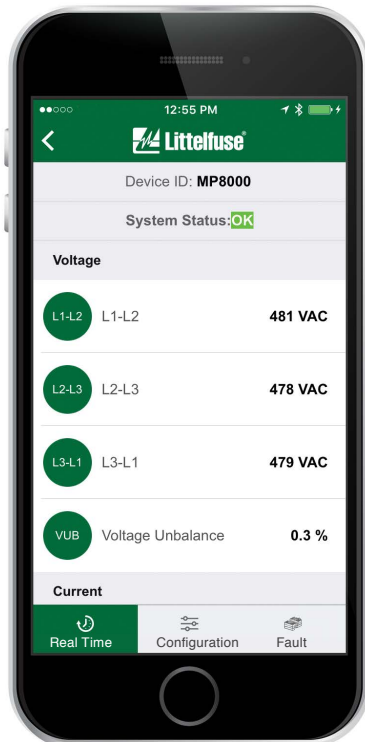 12:55 PM
Littelfuse®
Device ID: MP8000
System Status:OK
Voltage
L1-L2 L1-L2 481 VAC
L2-L3 L2-L3 478 VAC
L3-L1 L3-L1 479 VAC
VUB Voltage Unbalance 0.3 %
Current
Real Time Configuration Fault